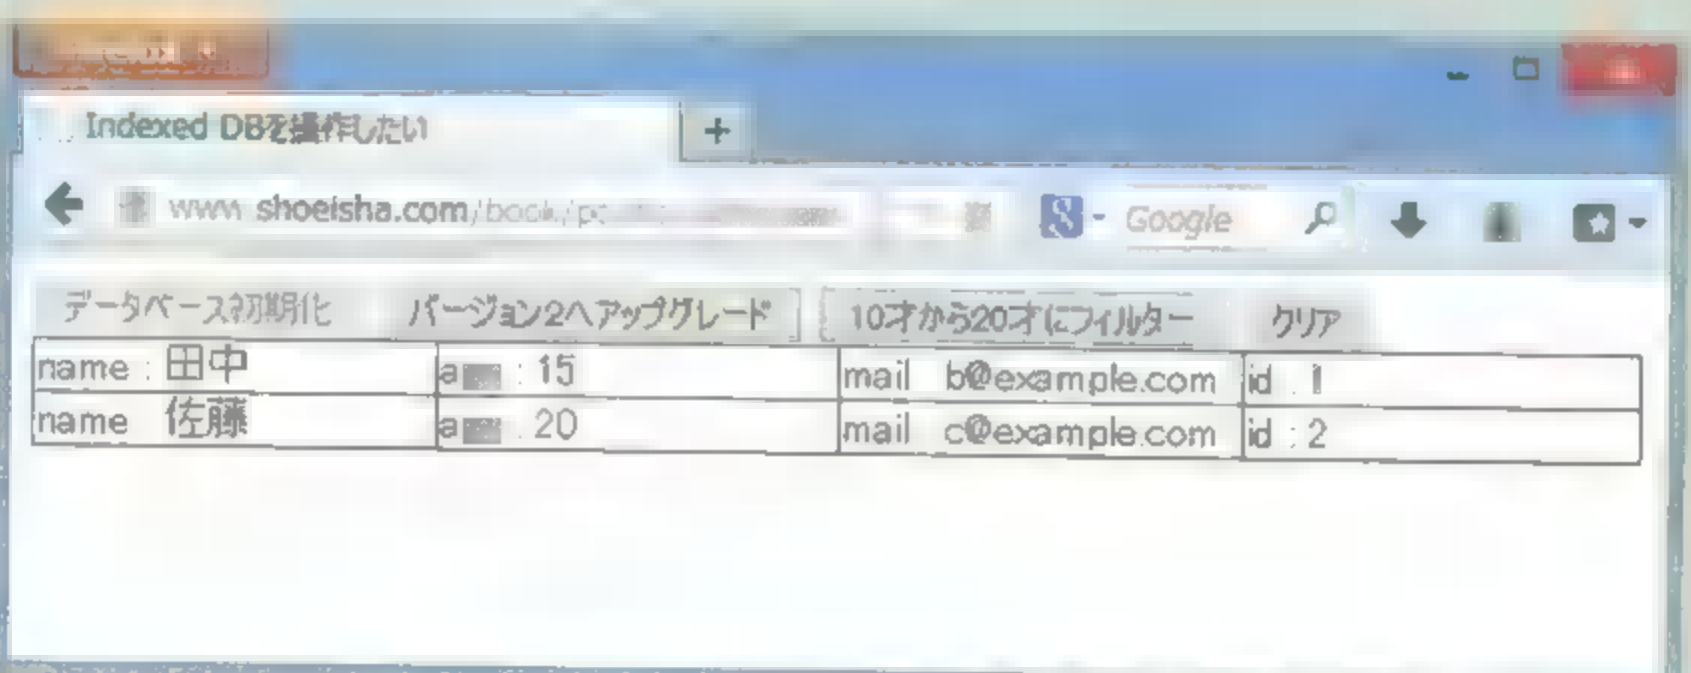 Indexed DBを操作したい
+
www.shoeisha.com/book/
Google
データベース初期化 バージョン2へアップグレード 10才から20才にフィルター クリア
name : 田中 a : 15 mail b@example.com id : 1
name 佐藤 a : 20 mail c@example.com id : 2